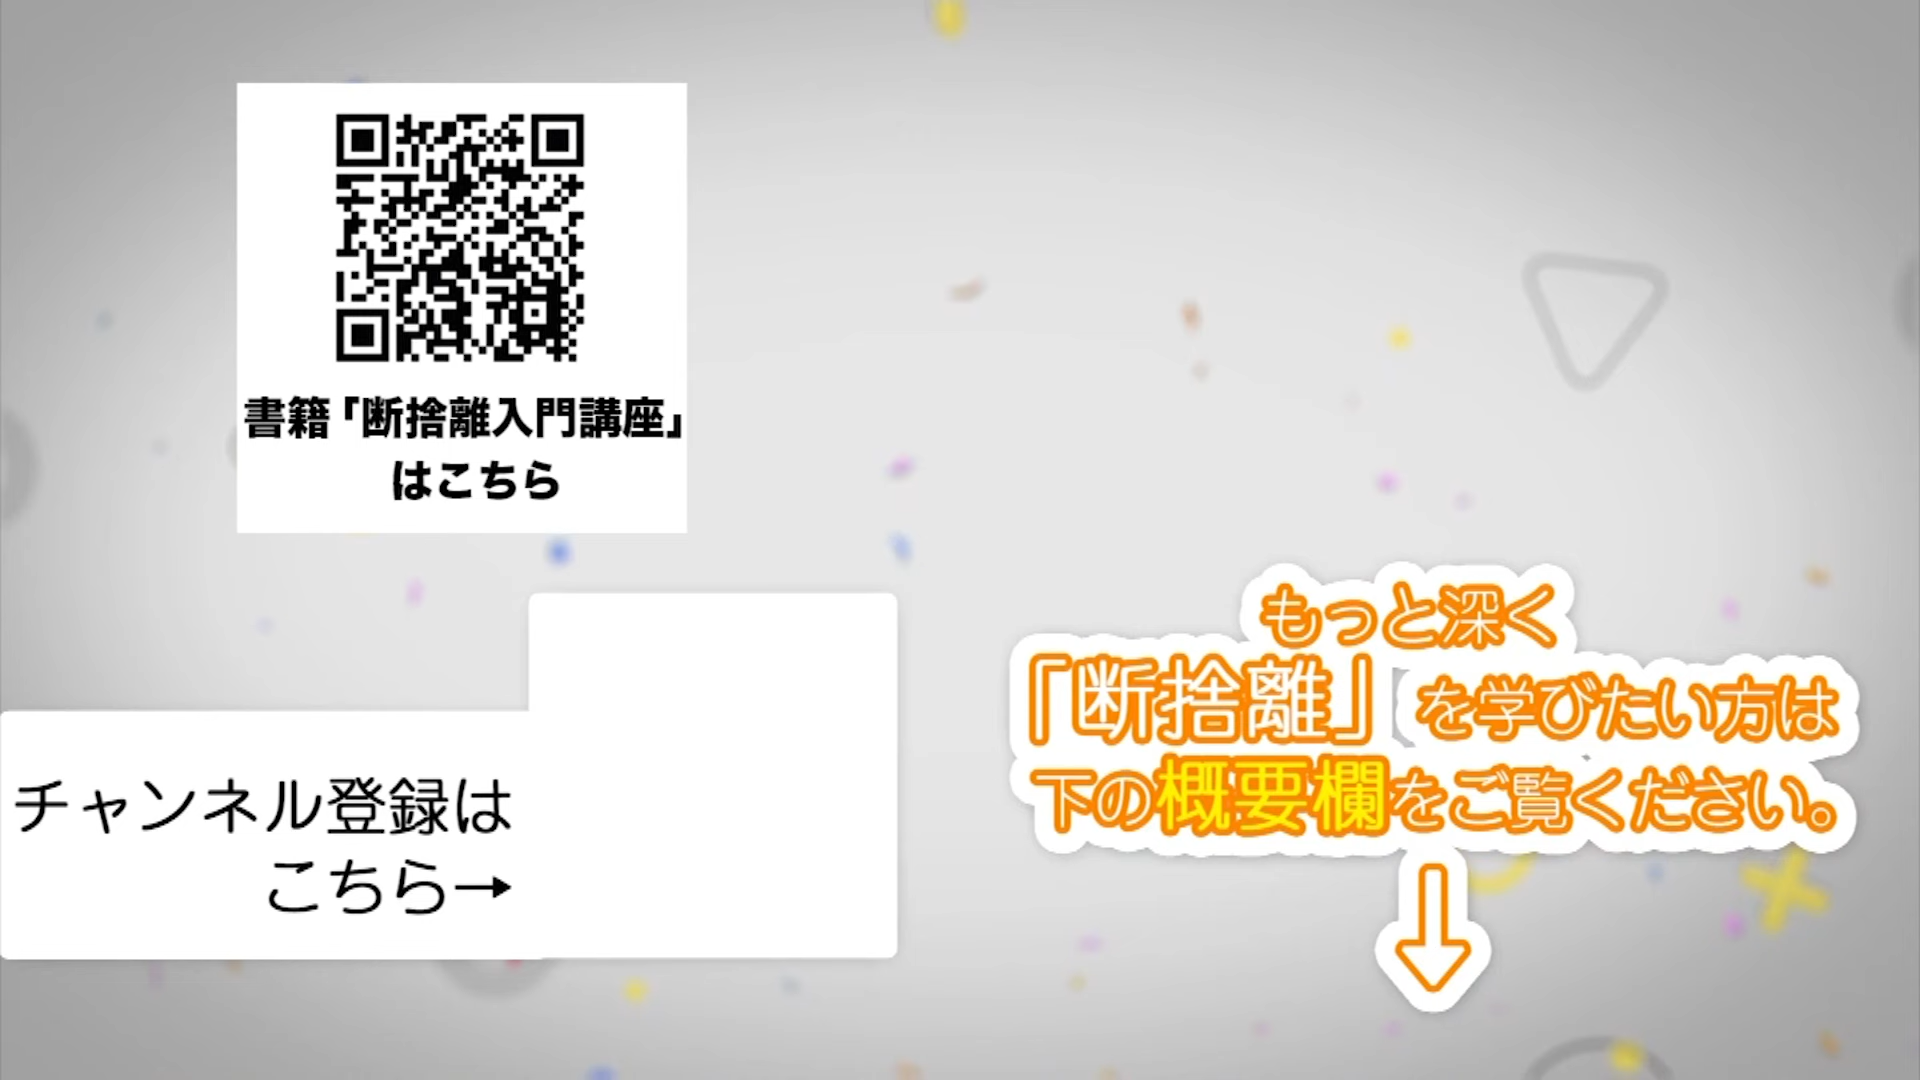 書籍「断捨離入門講座」
はこちら
チャンネル登録は
こちら→
もっと深く
「断捨離」を学びたい方は
下の概要欄をご覧ください。